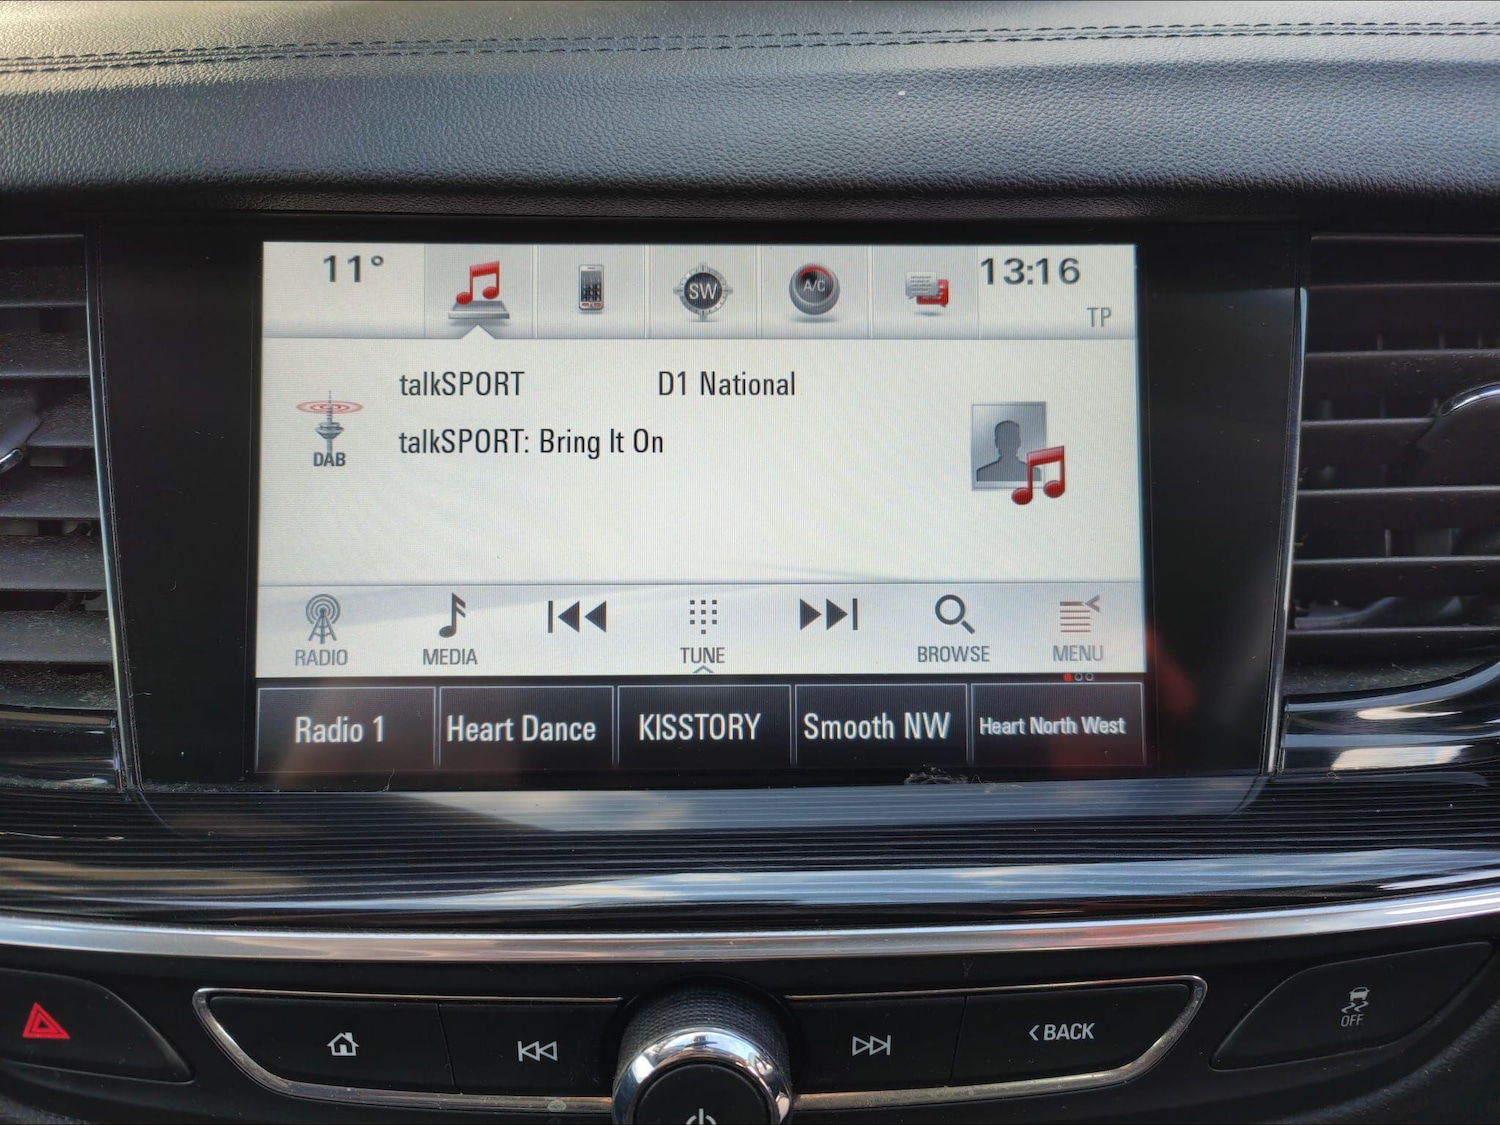 11°
SW
A/C
13:16
TP
talkSPORT D1 National
talkSPORT: Bring It On
DAB
RADIO MEDIA TUNE BROWSE MENU
Radio 1 Heart Dance KISSTORY Smooth NW Heart North West
BACK
OFF